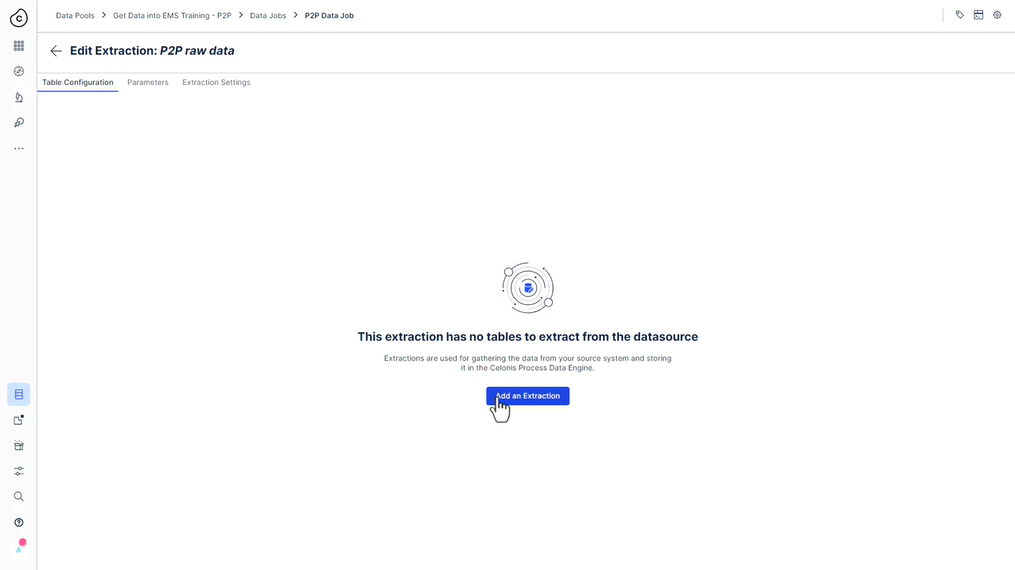 Data Pools > Get Data into EMS Training - P2P > Data Jobs > P2P Data Job
Edit Extraction: P2P raw data
Table Configuration Parameters Extraction Settings
This extraction has no tables to extract from the datasource
Extractions are used for gathering the data from your source system and storing
it in the Celonis Process Data Engine.
Add an Extraction
A